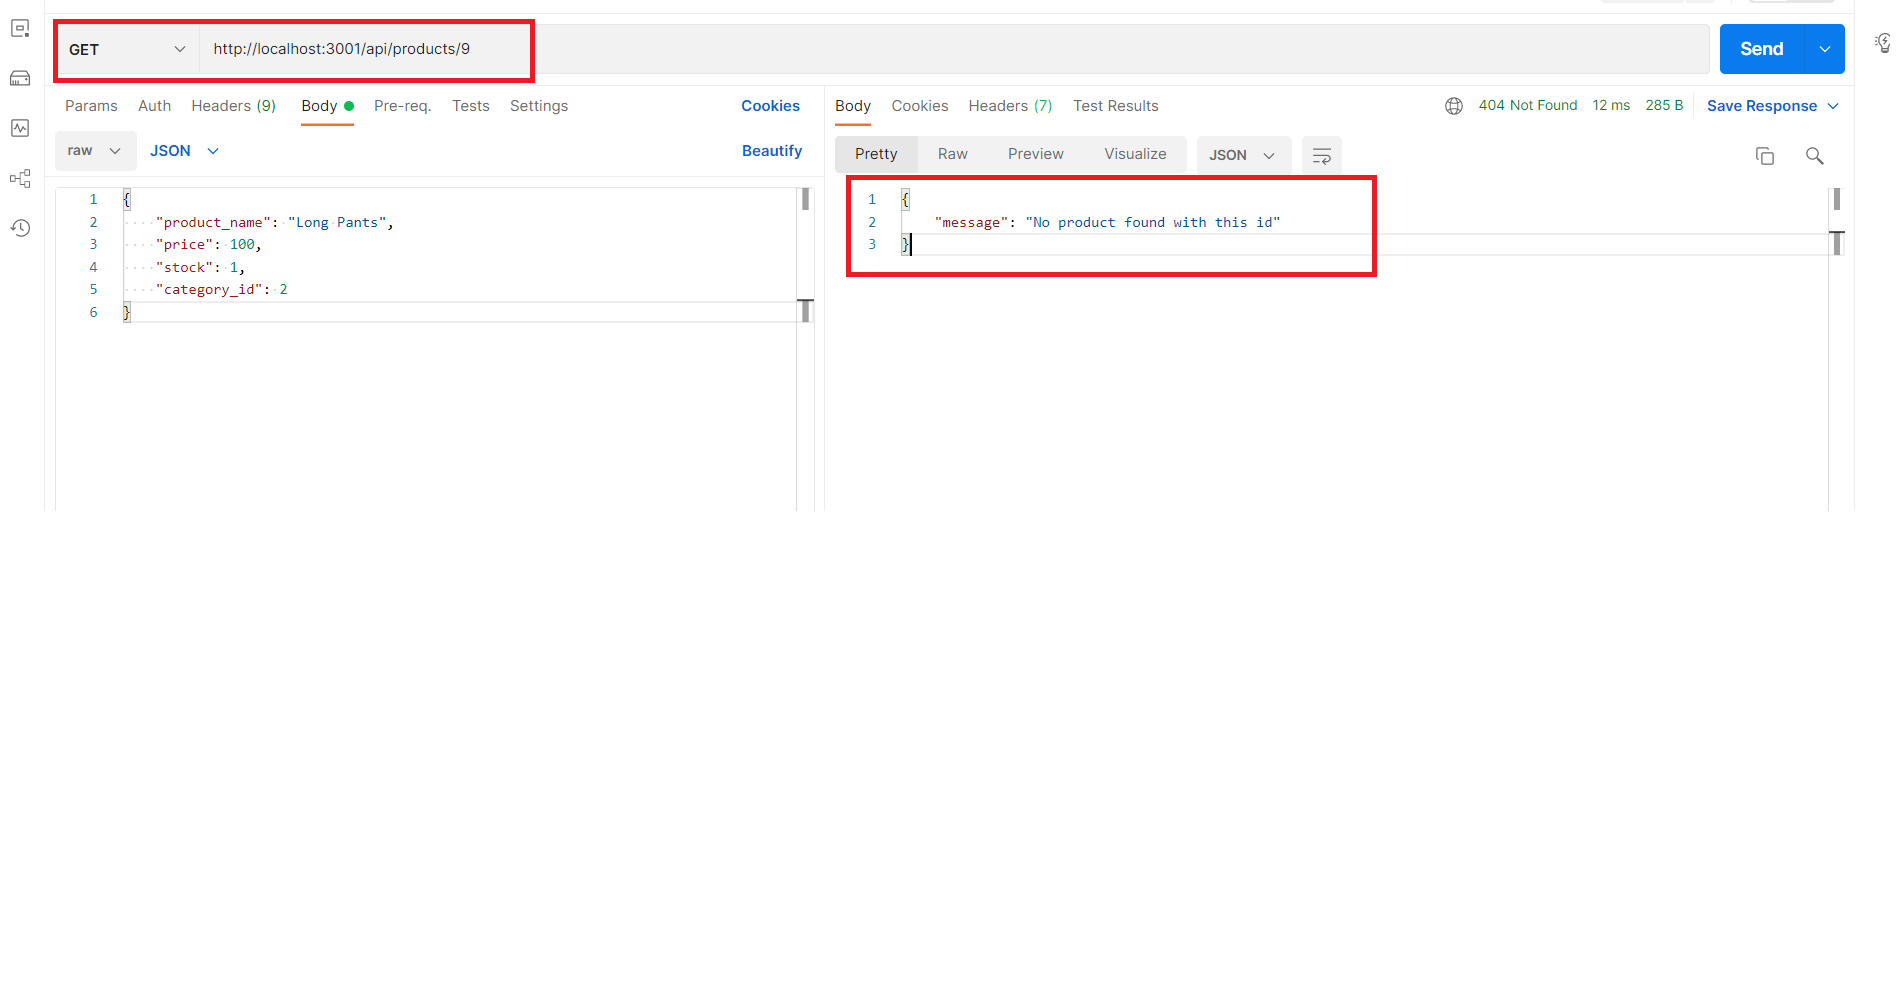 GET http://localhost:3001/api/products/9 Send
Params Auth Headers (9) Body Pre-req. Tests Settings Cookies
raw JSON Beautify
1 {
2 "product_name": "Long Pants",
3 "price": 100,
4 "stock": 1,
5 "category_id": 2
6 }
Body Cookies Headers (7) Test Results 404 Not Found 12 ms 285 B Save Response
Pretty Raw Preview Visualize JSON
1 {
2 "message": "No product found with this id"
3 }